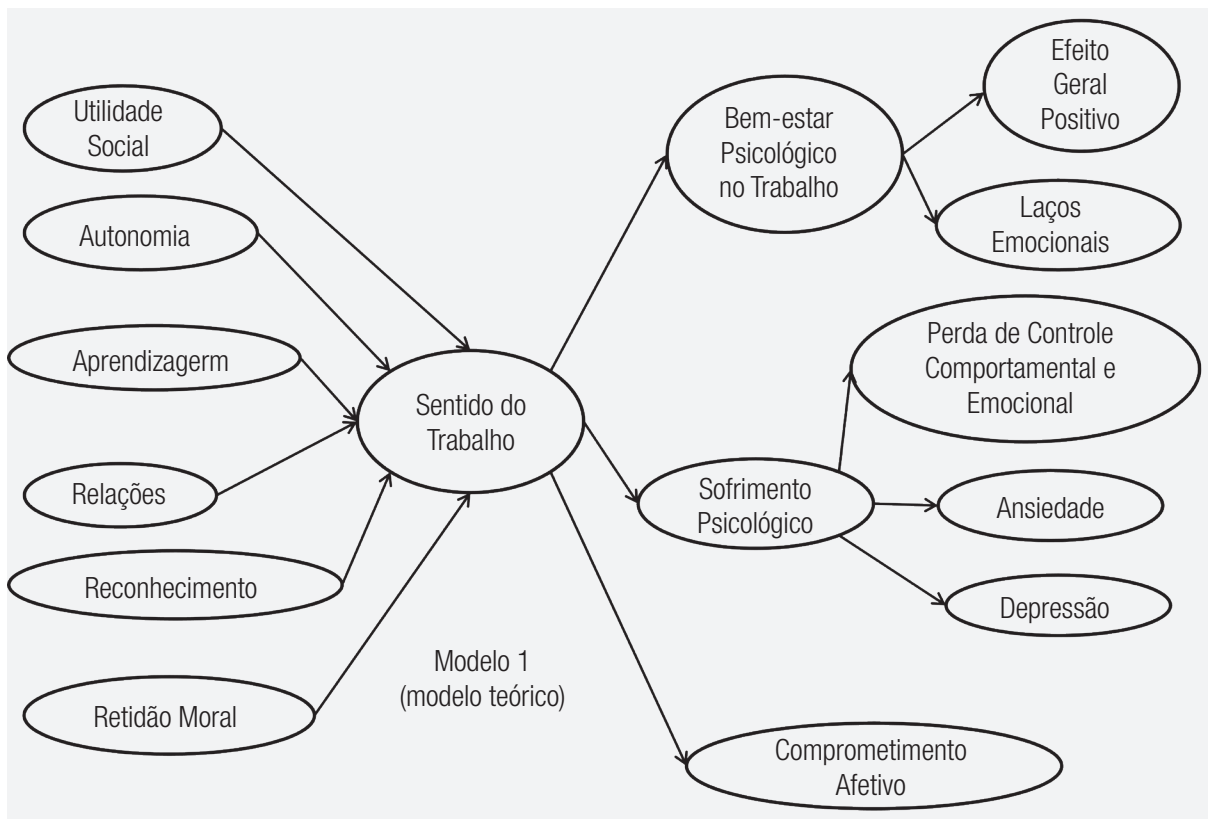 Utilidade
Social
Autonomia
Aprendizagerm
Relações
Reconhecimento
Retidão Moral
Sentido do
Trabalho
Modelo 1
(modelo teórico)
Bem-estar
Psicológico
no Trabalho
Efeito
Geral
Positivo
Laços
Emocionais
Sofrimento
Psicológico
Perda de Controle
Comportamental e
Emocional
Ansiedade
Depressão
Comprometimento
Afetivo